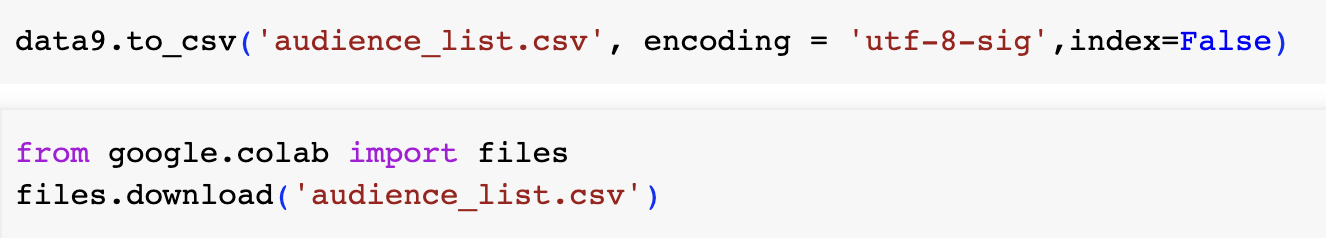 data9.to_csv('audience_list.csv', encoding = 'utf-8-sig',index=False)
from google.colab import files
files.download('audience_list.csv')